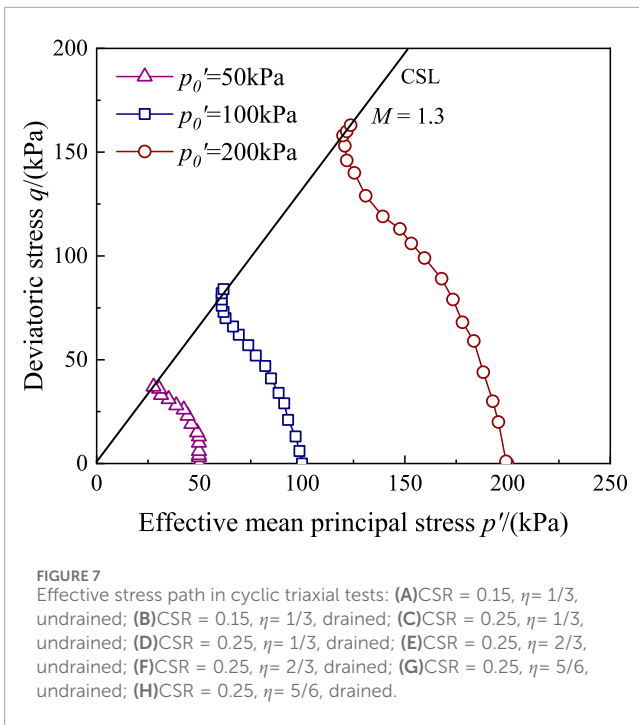 200
150
100
50
0
0
50
100
150
200
250
Deviatoric stress q/(kPa)
Effective mean principal stress p'/(kPa)
p₀'=50kPa
p₀'=100kPa
p₀'=200kPa
CSL
M = 1.3
FIGURE 7
Effective stress path in cyclic triaxial tests: (A)CSR = 0.15, η= 1/3,
undrained; (B)CSR = 0.15, η= 1/3, drained; (C)CSR = 0.25, η= 1/3,
undrained; (D)CSR = 0.25, η= 1/3, drained; (E)CSR = 0.25, η= 2/3,
undrained; (F)CSR = 0.25, η= 2/3, drained; (G)CSR = 0.25, η= 5/6,
undrained; (H)CSR = 0.25, η= 5/6, drained.